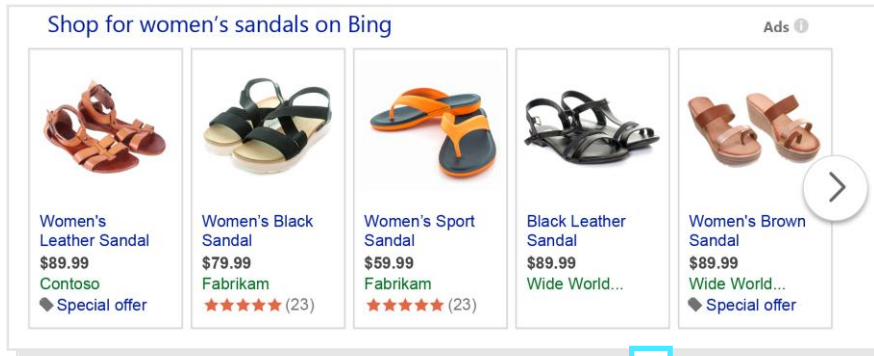 Shop for women's sandals on Bing
Ads
Women's
Leather Sandal
$89.99
Contoso
Special offer
Women's Black
Sandal
$79.99
Fabrikam
(23)
Women's Sport
Sandal
$59.99
Fabrikam
(23)
Black Leather
Sandal
$89.99
Wide World...
Women's Brown
Sandal
$89.99
Wide World...
Special offer